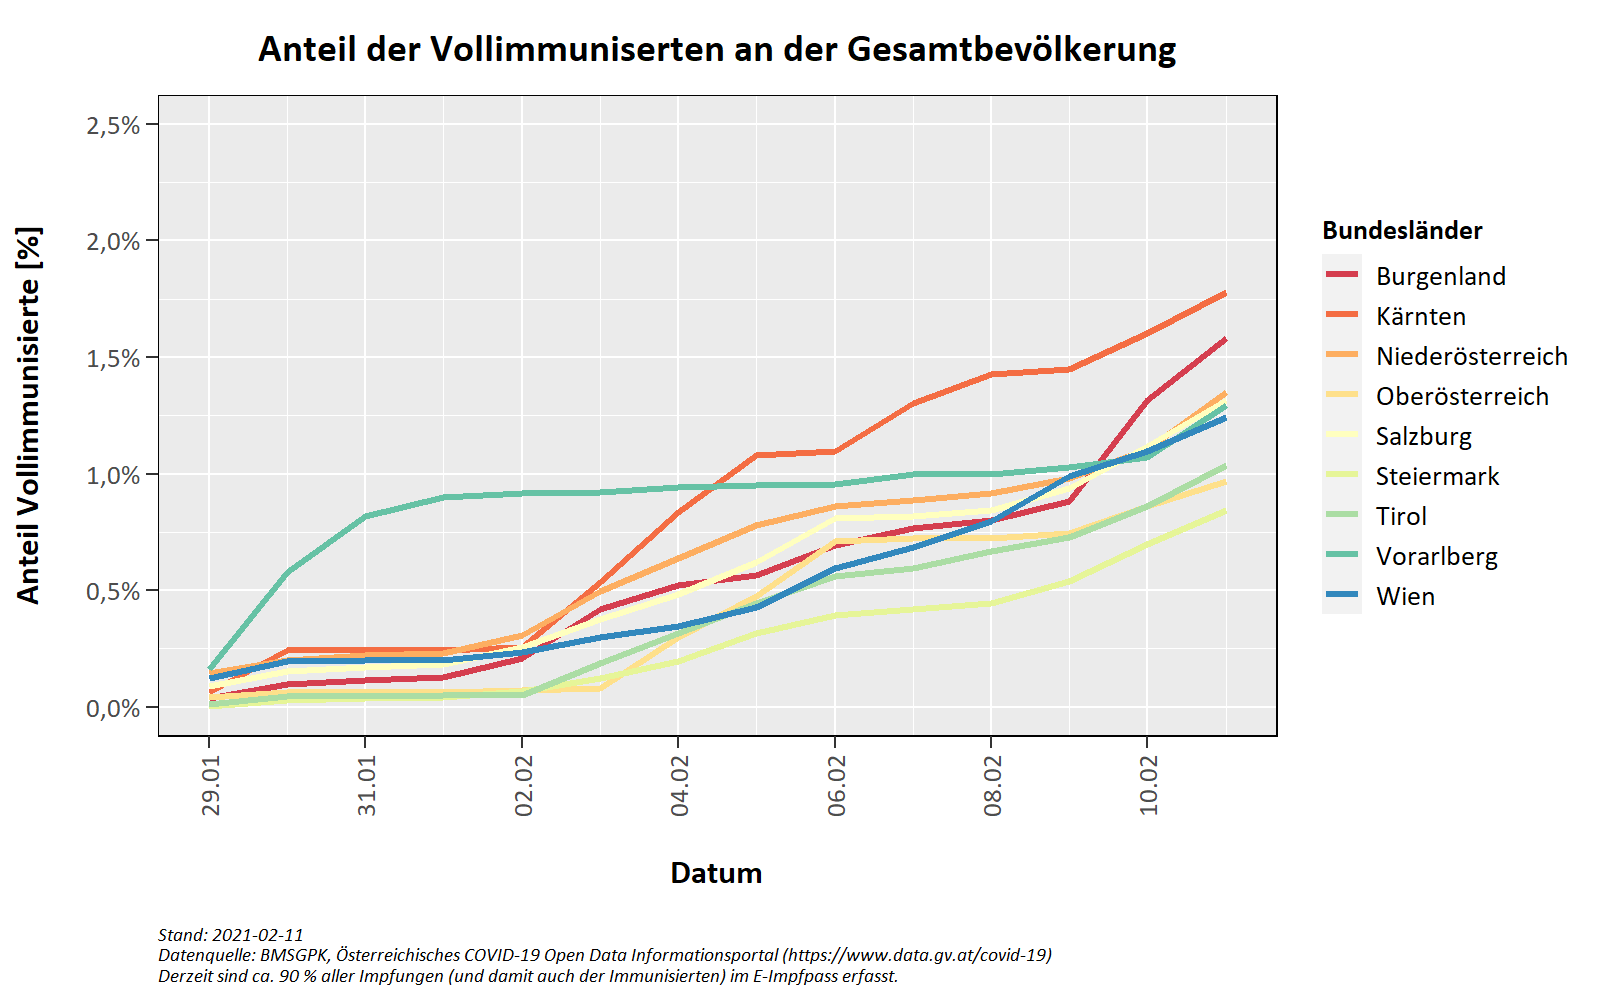 Anteil der Vollimmuniserten an der Gesamtbevölkerung
Anteil Vollimmunisierte [%]
2,5%
2,0%
1,5%
1,0%
0,5%
0,0%
29.01
31.01
02.02
04.02
06.02
08.02
10.02
Datum
Bundesländer
Burgenland
Kärnten
Niederösterreich
Oberösterreich
Salzburg
Steiermark
Tirol
Vorarlberg
Wien
Stand: 2021-02-11
Datenquelle: BMSGPK, Österreichisches COVID-19 Open Data Informationsportal (https://www.data.gv.at/covid-19)
Derzeit sind ca. 90 % aller Impfungen (und damit auch der Immunisierten) im E-Impfpass erfasst.